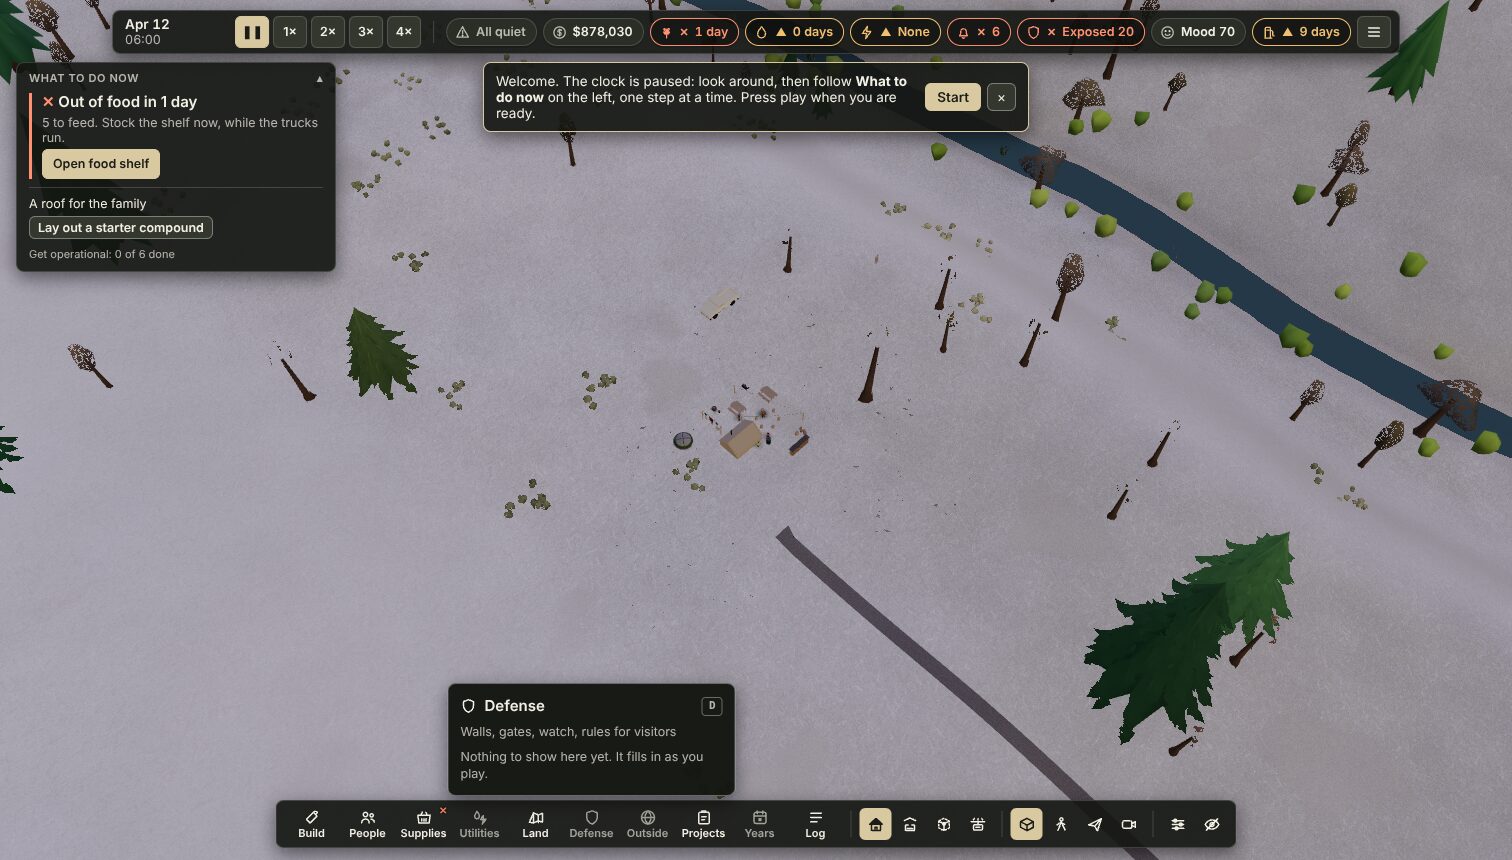 Apr 12
06:00
1×
2×
3×
4×
All quiet
$878,030
× 1 day
▲ 0 days
▲ None
× 6
× Exposed 20
Mood 70
▲ 9 days
WHAT TO DO NOW ▲
× Out of food in 1 day
5 to feed. Stock the shelf now, while the trucks
run.
Open food shelf
A roof for the family
Lay out a starter compound
Get operational: 0 of 6 done
Welcome. The clock is paused: look around, then follow What to
do now on the left, one step at a time. Press play when you are
ready.
Start
×
Defense D
Walls, gates, watch, rules for visitors
Nothing to show here yet. It fills in as you
play.
Build
People
Supplies ×
Utilities
Land
Defense
Outside
Projects
Years
Log